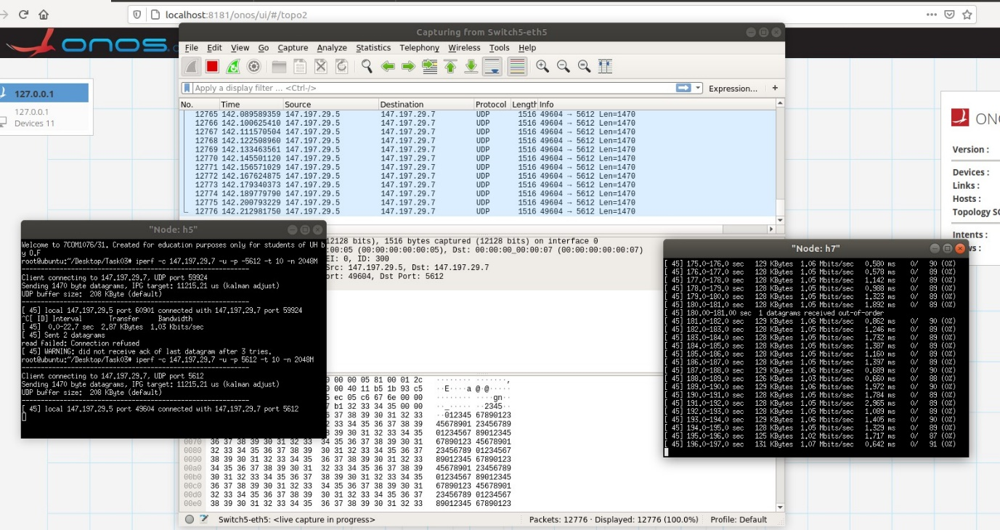 localhost:8181/onos/ui/#/topo2
onos.
127.0.0.1
127.0.0.1
Devices 11
Capturing from Switch5-eth5
File Edit View Go Capture Analyze Statistics Telephony Wireless Tools Help
Apply a display filter ... <Ctrl-/> Expression... +
No. Time Source Destination Protocol Length Info
12765 142.089589359 147.197.29.5 147.197.29.7 UDP 1516 49604 → 5612 Len=1470
12766 142.100625410 147.197.29.5 147.197.29.7 UDP 1516 49604 → 5612 Len=1470
12767 142.111570504 147.197.29.5 147.197.29.7 UDP 1516 49604 → 5612 Len=1470
12768 142.122508960 147.197.29.5 147.197.29.7 UDP 1516 49604 → 5612 Len=1470
12769 142.133463561 147.197.29.5 147.197.29.7 UDP 1516 49604 → 5612 Len=1470
12770 142.145501120 147.197.29.5 147.197.29.7 UDP 1516 49604 → 5612 Len=1470
12771 142.156571029 147.197.29.5 147.197.29.7 UDP 1516 49604 → 5612 Len=1470
12772 142.167624875 147.197.29.5 147.197.29.7 UDP 1516 49604 → 5612 Len=1470
12773 142.179340373 147.197.29.5 147.197.29.7 UDP 1516 49604 → 5612 Len=1470
12774 142.189779790 147.197.29.5 147.197.29.7 UDP 1516 49604 → 5612 Len=1470
12775 142.200793229 147.197.29.5 147.197.29.7 UDP 1516 49604 → 5612 Len=1470
12776 142.212981750 147.197.29.5 147.197.29.7 UDP 1516 49604 → 5612 Len=1470
12128 bits), 1516 bytes captured (12128 bits) on interface 0
:00:05 (00:00:00:00:00:05), Dst: 00:00:00_00:00:07 (00:00:00:00:00:07)
EI: 0, ID: 300
Src: 147.197.29.5, Dst: 147.197.29.7
ort: 49604, Dst Port: 5612
"Node: h5"
Welcome to 7COM1076/31. Created for education purposes only for students of UH b
y O.F
root@ubuntu:~/Desktop/Task03# iperf -c 147.197.29.7 -u -p -5612 -t 10 -n 2048M
Client connecting to 147.197.29.7, UDP port 59924
Sending 1470 byte datagrams, IPG target: 11215.21 us (kalman adjust)
UDP buffer size: 208 KByte (default)
[ 45] local 147.197.29.5 port 60901 connected with 147.197.29.7 port 59924
^C[ ID] Interval Transfer Bandwidth
[ 45] 0.0-22.7 sec 2.87 KBytes 1.03 Kbits/sec
[ 45] Sent 2 datagrams
read failed: Connection refused
[ 45] WARNING: did not receive ack of last datagram after 3 tries.
root@ubuntu:~/Desktop/Task03# iperf -c 147.197.29.7 -u -p 5612 -t 10 -n 2048M
Client connecting to 147.197.29.7, UDP port 5612
Sending 1470 byte datagrams, IPG target: 11215.21 us (kalman adjust)
UDP buffer size: 208 KByte (default)
[ 45] local 147.197.29.5 port 49604 connected with 147.197.29.7 port 5612
0 00 00 05 81 00 01 2c ········ ·······,
0 00 40 11 b5 1b 93 c5 ··E····a @·@·····
5 ec 05 c6 67 6e 00 00 ········ ····gn··
7 b1 32 33 34 35 00 00
6 37 38 39 30 31 32 33 ··012345 67890123
2 33 34 35 36 37 38 39 45678901 23456789
8 39 30 31 32 33 34 35 01234567 89012345
0070 36 37 38 39 30 31 32 33 34 35 36 37 38 39 30 31 67890123 45678901
0080 32 33 34 35 36 37 38 39 30 31 32 33 34 35 36 37 23456789 01234567
0090 38 39 30 31 32 33 34 35 36 37 38 39 30 31 32 33 89012345 67890123
00a0 34 35 36 37 38 39 30 31 32 33 34 35 36 37 38 39 45678901 23456789
00b0 30 31 32 33 34 35 36 37 38 39 30 31 32 33 34 35 01234567 89012345
00c0 36 37 38 39 30 31 32 33 34 35 36 37 38 39 30 31 67890123 45678901
00d0 32 33 34 35 36 37 38 39 30 31 32 33 34 35 36 37 23456789 01234567
00e0 38 39 30 31 32 33 34 35 36 37 38 39 30 31 32 33 89012345 67890123
Switch5-eth5: <live capture in progress> Packets: 12776 · Displayed: 12776 (100.0%) Profile: Default
ONO
Version :
Devices :
Links :
Hosts :
Topology SC
Intents :
ws :
"Node: h7"
[ 45] 175.0-176.0 sec 129 KBytes 1.06 Mbits/sec 0.580 ms 0/ 90 (0%)
[ 45] 176.0-177.0 sec 128 KBytes 1.05 Mbits/sec 0.578 ms 0/ 89 (0%)
[ 45] 177.0-178.0 sec 128 KBytes 1.05 Mbits/sec 1.142 ms 0/ 89 (0%)
[ 45] 178.0-179.0 sec 128 KBytes 1.05 Mbits/sec 0.988 ms 0/ 89 (0%)
[ 45] 179.0-180.0 sec 128 KBytes 1.05 Mbits/sec 1.323 ms 0/ 89 (0%)
[ 45] 180.0-181.0 sec 128 KBytes 1.05 Mbits/sec 1.892 ms 0/ 89 (0%)
[ 45] 180.00-181.00 sec 1 datagrams received out-of-order
[ 45] 181.0-182.0 sec 129 KBytes 1.06 Mbits/sec 0.862 ms 0/ 90 (0%)
[ 45] 182.0-183.0 sec 128 KBytes 1.05 Mbits/sec 1.246 ms 0/ 89 (0%)
[ 45] 183.0-184.0 sec 128 KBytes 1.05 Mbits/sec 1.732 ms 0/ 89 (0%)
[ 45] 184.0-185.0 sec 128 KBytes 1.05 Mbits/sec 1.387 ms 0/ 89 (0%)
[ 45] 185.0-186.0 sec 128 KBytes 1.05 Mbits/sec 1.160 ms 0/ 89 (0%)
[ 45] 186.0-187.0 sec 128 KBytes 1.05 Mbits/sec 1.397 ms 0/ 89 (0%)
[ 45] 187.0-188.0 sec 129 KBytes 1.06 Mbits/sec 0.689 ms 0/ 90 (0%)
[ 45] 188.0-189.0 sec 126 KBytes 1.03 Mbits/sec 0.660 ms 0/ 88 (0%)
[ 45] 189.0-190.0 sec 129 KBytes 1.06 Mbits/sec 1.972 ms 0/ 90 (0%)
[ 45] 190.0-191.0 sec 128 KBytes 1.05 Mbits/sec 1.784 ms 0/ 89 (0%)
[ 45] 191.0-192.0 sec 128 KBytes 1.05 Mbits/sec 2.965 ms 0/ 89 (0%)
[ 45] 192.0-193.0 sec 128 KBytes 1.05 Mbits/sec 1.089 ms 0/ 89 (0%)
[ 45] 193.0-194.0 sec 129 KBytes 1.06 Mbits/sec 1.405 ms 0/ 90 (0%)
[ 45] 194.0-195.0 sec 128 KBytes 1.05 Mbits/sec 1.329 ms 0/ 89 (0%)
[ 45] 195.0-196.0 sec 125 KBytes 1.02 Mbits/sec 1.717 ms 0/ 87 (0%)
[ 45] 196.0-197.0 sec 131 KBytes 1.07 Mbits/sec 0.642 ms 0/ 91 (0%)